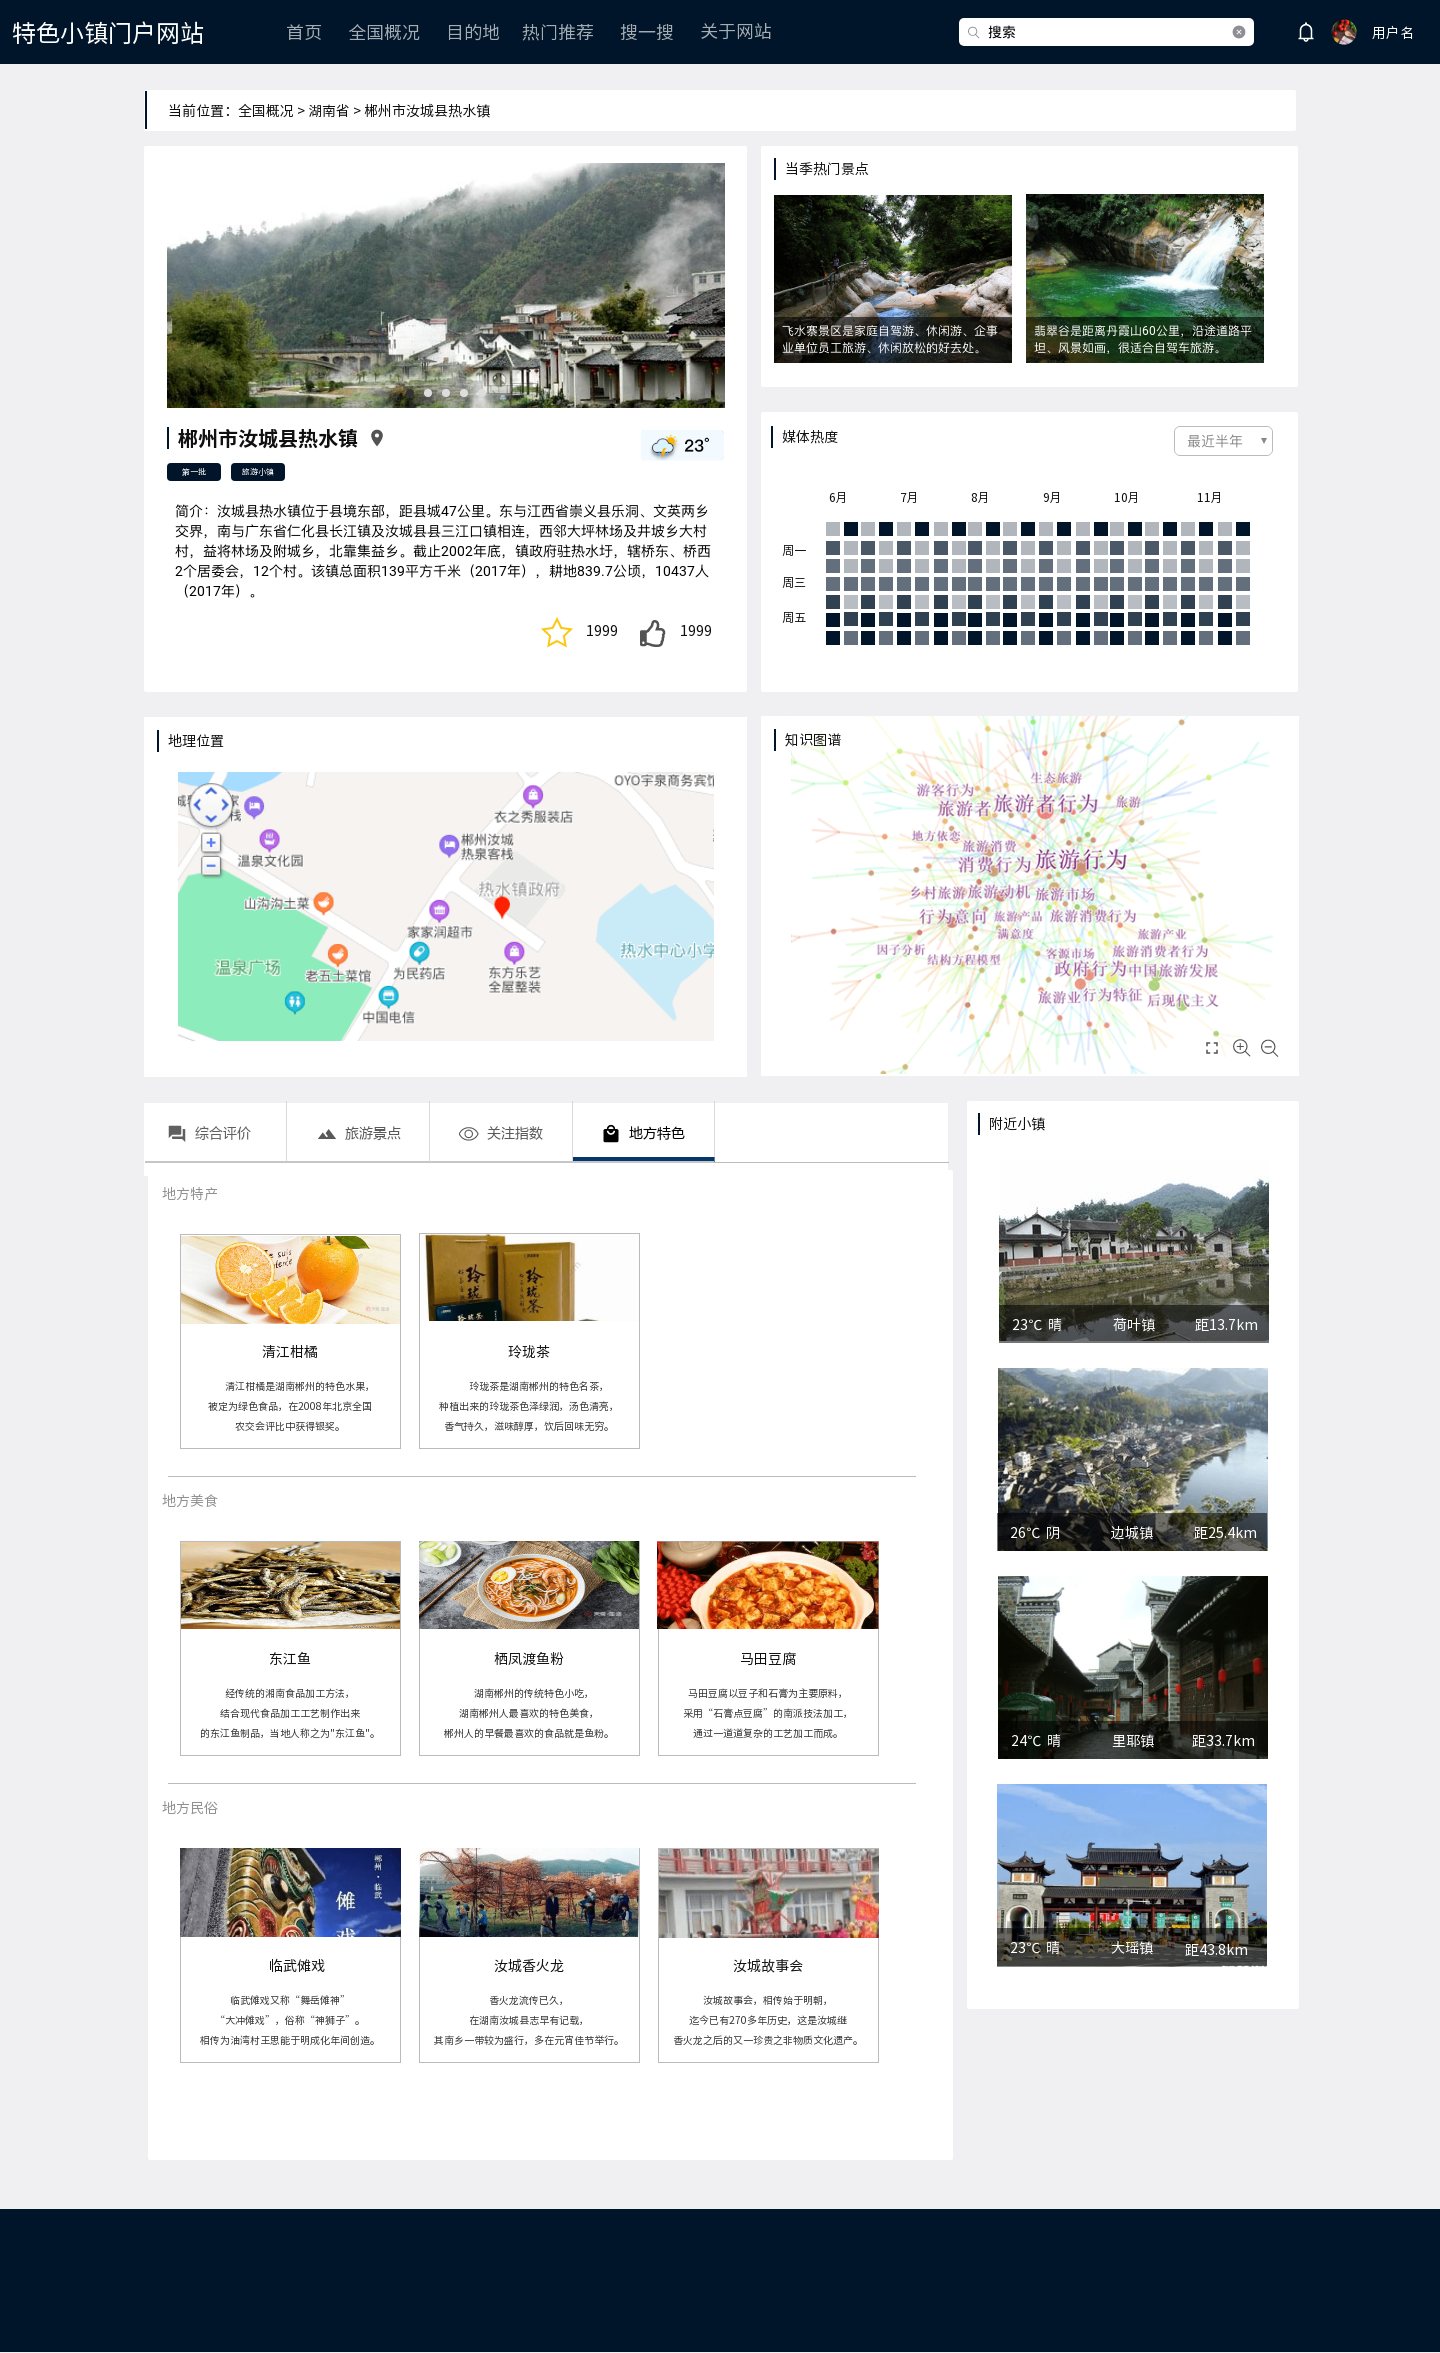 特色小镇门户网站
首页 全国概况 目的地 热门推荐 搜一搜 关于网站
搜索
用户名
当前位置：全国概况 > 湖南省 > 郴州市汝城县热水镇
郴州市汝城县热水镇
23°
第一批 旅游小镇
简介：汝城县热水镇位于县境东部，距县城47公里。东与江西省崇义县乐洞、文英两乡
交界，南与广东省仁化县长江镇及汝城县县三江口镇相连，西邻大坪林场及井坡乡大村
村，益将林场及附城乡，北靠集益乡。截止2002年底，镇政府驻热水圩，辖桥东、桥西
2个居委会，12个村。该镇总面积139平方千米（2017年），耕地839.7公顷，10437人
（2017年）。
1999 1999
当季热门景点
飞水寨景区是家庭自驾游、休闲游、企事
业单位员工旅游、休闲放松的好去处。
翡翠谷是距离丹霞山60公里，沿途道路平
坦、风景如画，很适合自驾车旅游。
媒体热度
最近半年
6月 7月 8月 9月 10月 11月
周一
周三
周五
地理位置
OYO宇泉商务宾馆
衣之秀服装店
温泉文化园
郴州汝城
热泉客栈
热水镇政府
山沟沟土菜
家家润超市
温泉广场
老五土菜馆
为民药店
东方乐艺
全屋整装
热水中心小学
中国电信
知识图谱
生态旅游
游客行为
旅游者 旅游者行为 旅游
地方依恋
旅游消费
消费行为 旅游行为
乡村旅游 旅游动机 旅游市场
行为意向 旅游产品 旅游消费行为
满意度 旅游产业
因子分析 客源市场 旅游消费者行为
结构方程模型 政府行为 中国旅游发展
旅游业 行为特征 后现代主义
综合评价 旅游景点 关注指数 地方特色
地方特产
清江柑橘
清江柑橘是湖南郴州的特色水果，
被定为绿色食品，在2008年北京全国
农交会评比中获得银奖。
玲珑茶
玲珑茶
玲珑茶
玲珑茶是湖南郴州的特色名茶，
种植出来的玲珑茶色泽绿润，汤色清亮，
香气持久，滋味醇厚，饮后回味无穷。
地方美食
东江鱼
经传统的湘南食品加工方法，
结合现代食品加工工艺制作出来
的东江鱼制品，当地人称之为"东江鱼"。
栖凤渡鱼粉
湖南郴州的传统特色小吃，
湖南郴州人最喜欢的特色美食，
郴州人的早餐最喜欢的食品就是鱼粉。
马田豆腐
马田豆腐以豆子和石膏为主要原料，
采用“石膏点豆腐”的南派技法加工，
通过一道道复杂的工艺加工而成。
地方民俗
傩戏
临武傩戏
临武傩戏又称“舞岳傩神”
“大冲傩戏”，俗称“神狮子”。
相传为油湾村王思能于明成化年间创造。
汝城香火龙
香火龙流传已久，
在湖南汝城县志早有记载，
其南乡一带较为盛行，多在元宵佳节举行。
汝城故事会
汝城故事会，相传始于明朝，
迄今已有270多年历史，这是汝城继
香火龙之后的又一珍贵之非物质文化遗产。
附近小镇
23℃ 晴 荷叶镇 距13.7km
26℃ 阴 边城镇 距25.4km
24℃ 晴 里耶镇 距33.7km
23℃ 晴 大瑶镇 距43.8km